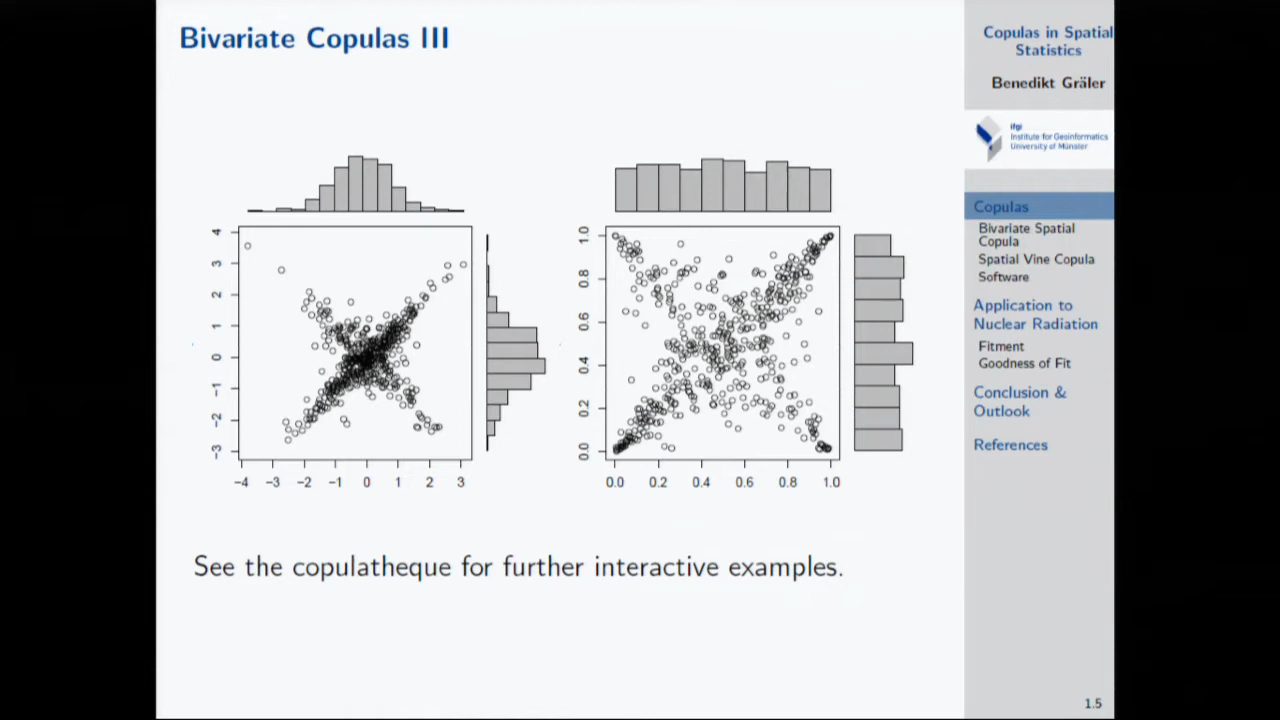 Bivariate Copulas III
4
3
2
1
0
−1
−2
−3
−4 −3 −2 −1 0 1 2 3
1.0
0.8
0.6
0.4
0.2
0.0
0.0 0.2 0.4 0.6 0.8 1.0
See the copulatheque for further interactive examples.
Copulas in Spatial
Statistics
Benedikt Gräler
ifgi
Institute for Geoinformatics
University of Münster
Copulas
Bivariate Spatial
Copula
Spatial Vine Copula
Software
Application to
Nuclear Radiation
Fitment
Goodness of Fit
Conclusion &
Outlook
References
1.5